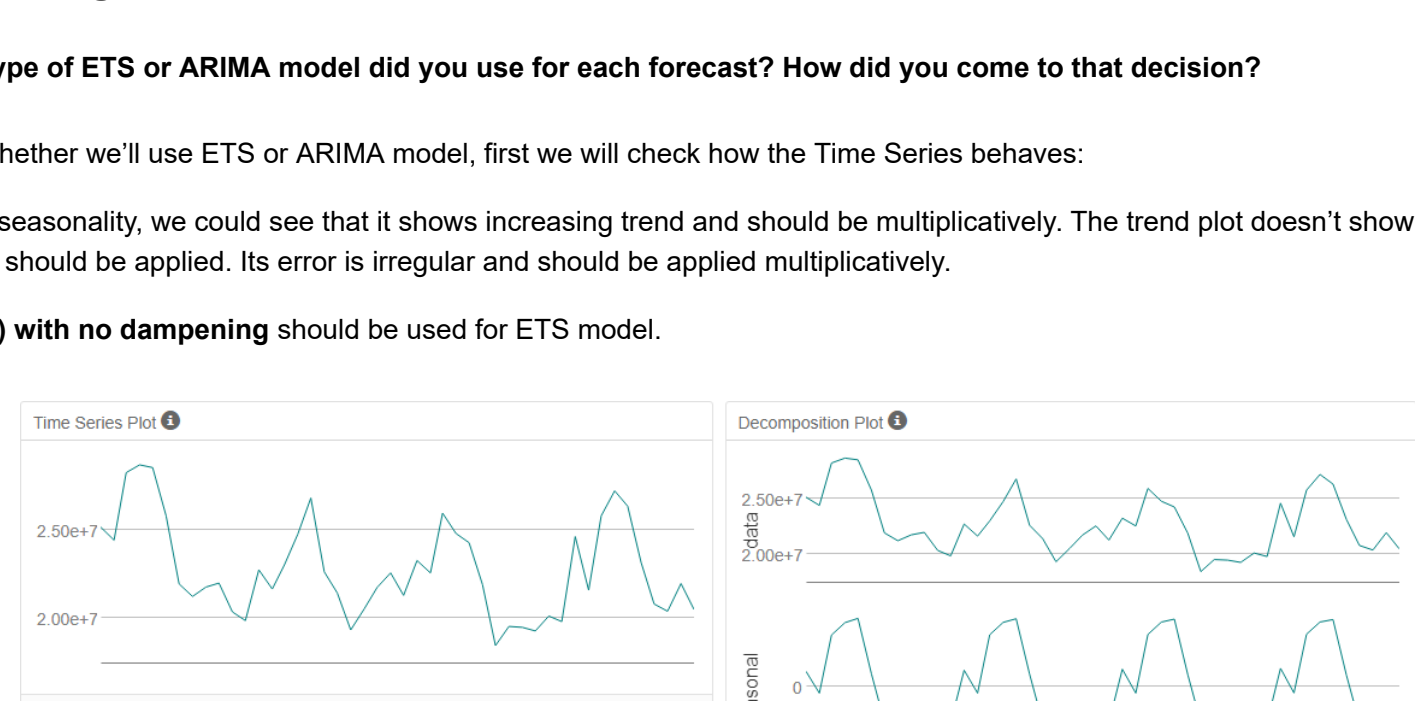 ype of ETS or ARIMA model did you use for each forecast? How did you come to that decision?
hether we’ll use ETS or ARIMA model, first we will check how the Time Series behaves:
seasonality, we could see that it shows increasing trend and should be multiplicatively. The trend plot doesn’t show
should be applied. Its error is irregular and should be applied multiplicatively.
) with no dampening should be used for ETS model.
Time Series Plot
2.50e+7
2.00e+7
Decomposition Plot
2.50e+7
data
2.00e+7
sonal
0